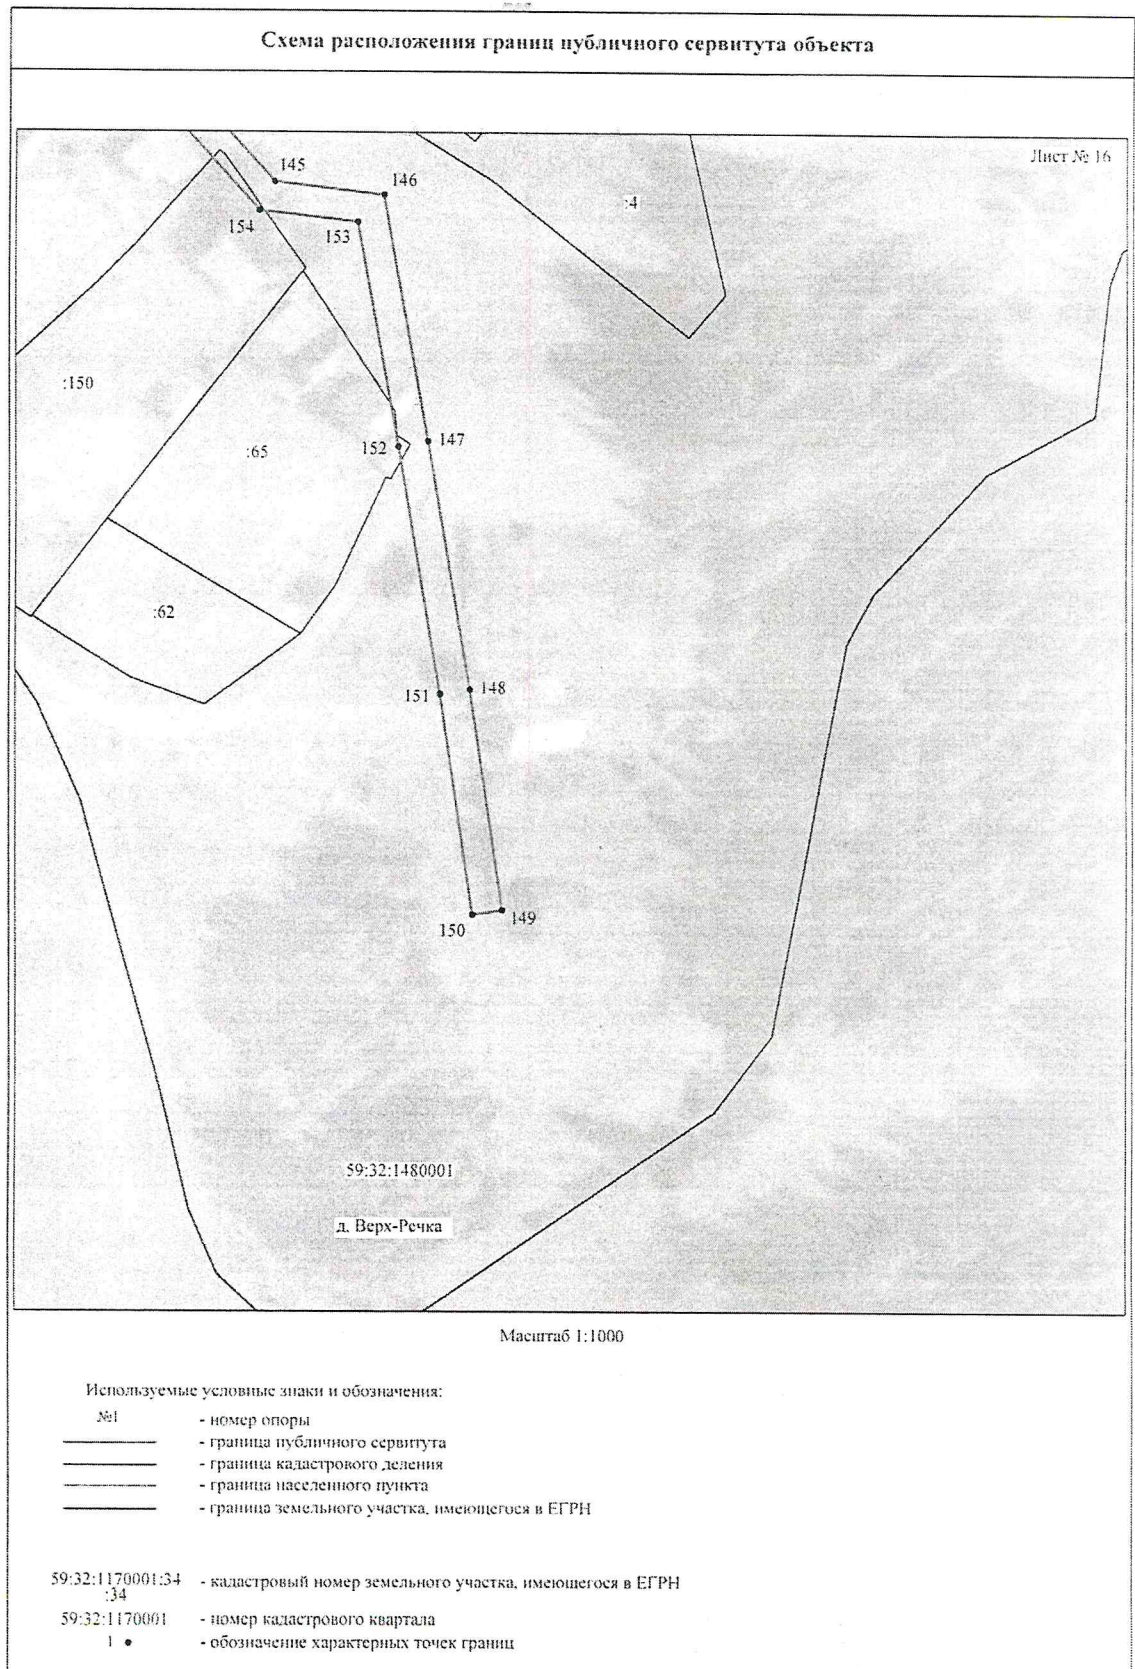 Схема расположения границ публичного сервитута объекта
Лист № 16
145
146
:4
154
153
:150
147
152
:65
:62
148
151
149
150
59:32:1480001
д. Верх-Речка
Масштаб 1:1000
Используемые условные знаки и обозначения:
№1 - номер опоры
- граница публичного сервитута
- граница кадастрового деления
- граница населенного пункта
- граница земельного участка, имеющегося в ЕГРН
59:32:1170001:34 - кадастровый номер земельного участка, имеющегося в ЕГРН
:34
59:32:1170001 - номер кадастрового квартала
1 ● - обозначение характерных точек границ